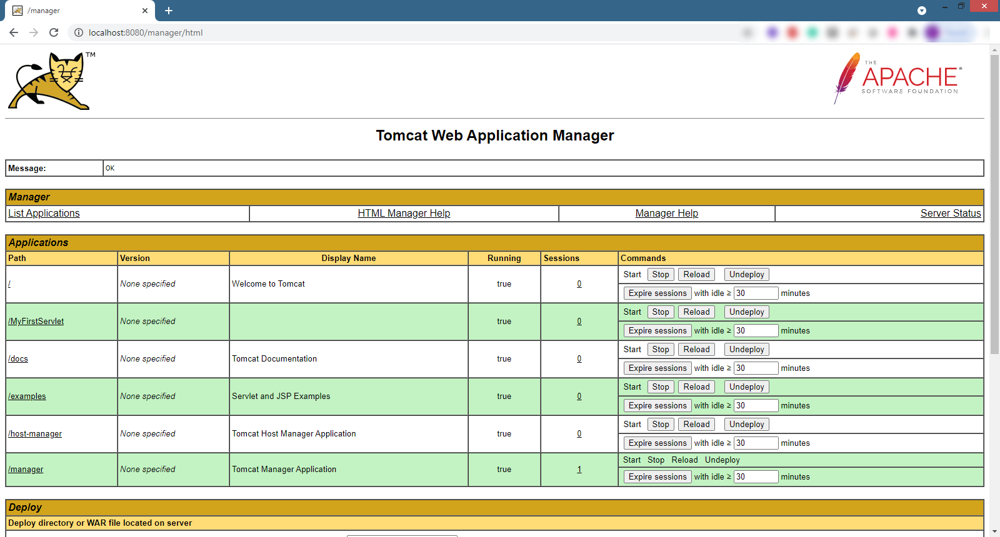 /manager
localhost:8080/manager/html
TM
THE
APACHE®
SOFTWARE FOUNDATION
Tomcat Web Application Manager
Message: OK
Manager
List Applications HTML Manager Help Manager Help Server Status
Applications
Path Version Display Name Running Sessions Commands
/ None specified Welcome to Tomcat true 0 Start Stop Reload Undeploy
Expire sessions with idle ≥ 30 minutes
/MyFirstServlet None specified true 0 Start Stop Reload Undeploy
Expire sessions with idle ≥ 30 minutes
/docs None specified Tomcat Documentation true 0 Start Stop Reload Undeploy
Expire sessions with idle ≥ 30 minutes
/examples None specified Servlet and JSP Examples true 0 Start Stop Reload Undeploy
Expire sessions with idle ≥ 30 minutes
/host-manager None specified Tomcat Host Manager Application true 0 Start Stop Reload Undeploy
Expire sessions with idle ≥ 30 minutes
/manager None specified Tomcat Manager Application true 1 Start Stop Reload Undeploy
Expire sessions with idle ≥ 30 minutes
Deploy
Deploy directory or WAR file located on server